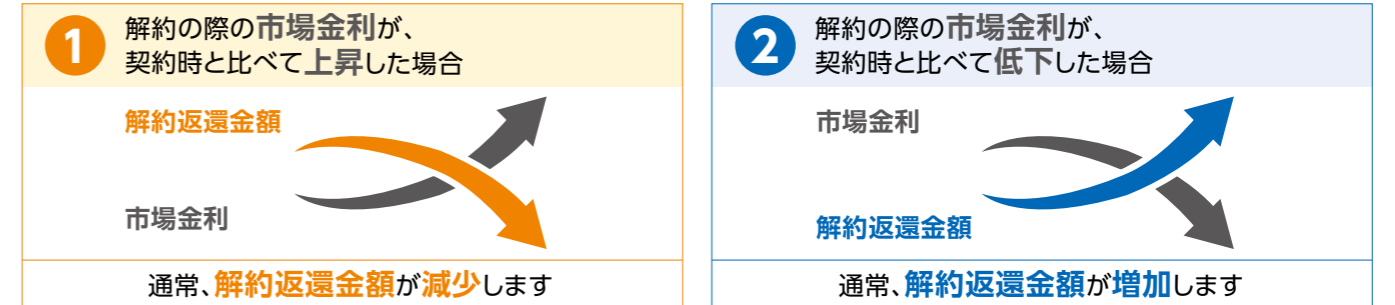 1
解約の際の市場金利が、
契約時と比べて上昇した場合
解約返還金額
市場金利
通常、解約返還金額が減少します
2
解約の際の市場金利が、
契約時と比べて低下した場合
市場金利
解約返還金額
通常、解約返還金額が増加します